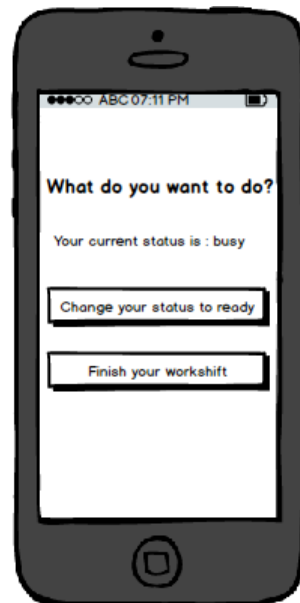 ABC 07:11 PM
What do you want to do?
Your current status is : busy
Change your status to ready
Finish your workshift